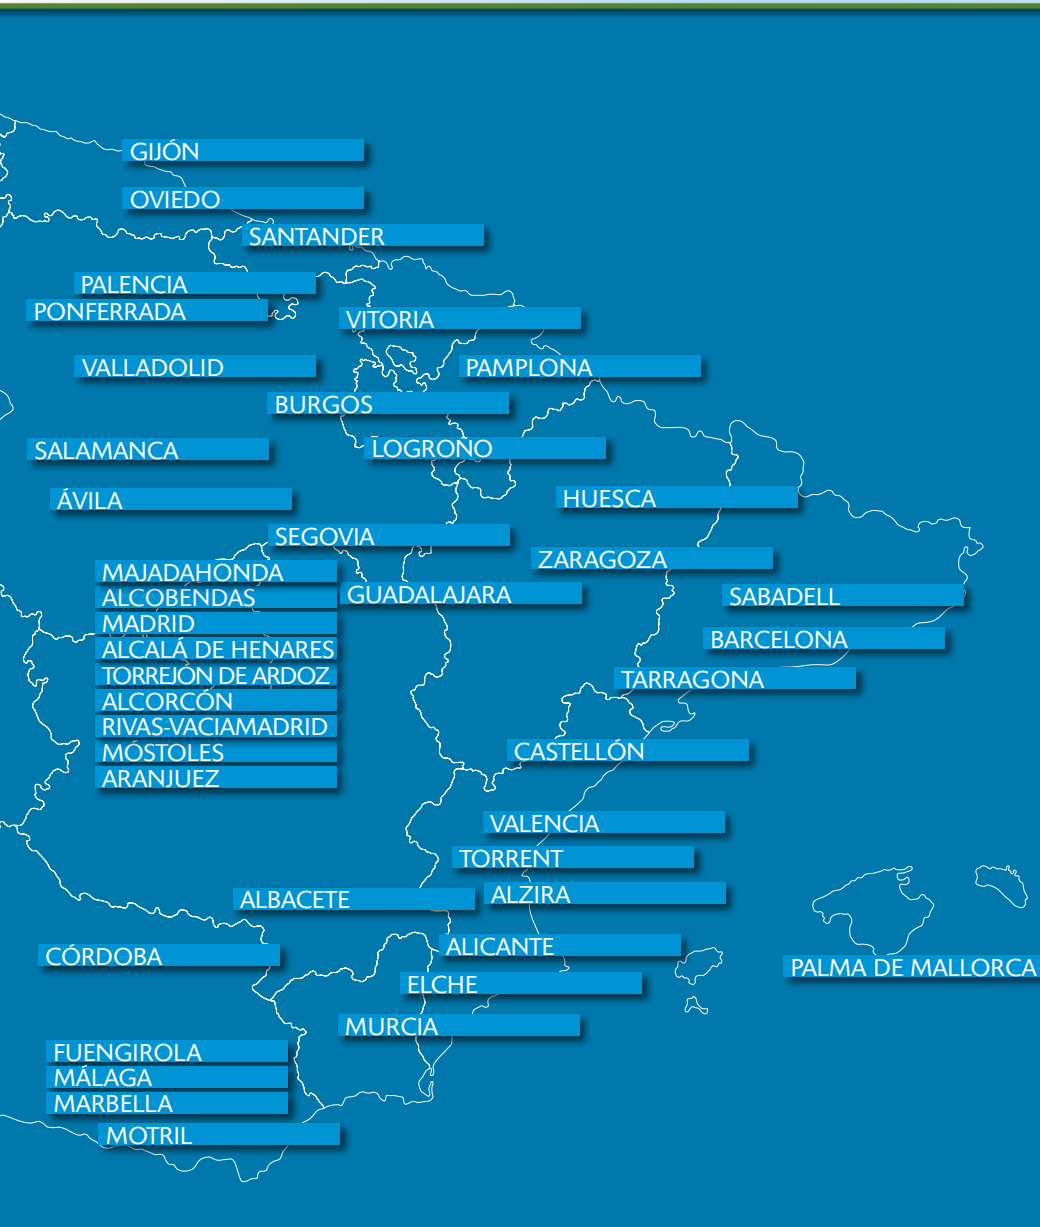 GIJÓN
OVIEDO
SANTANDER
PALENCIA
PONFERRADA
VITORIA
VALLADOLID
PAMPLONA
BURGOS
SALAMANCA
LOGROÑO
ÁVILA
HUESCA
SEGOVIA
ZARAGOZA
MAJADAHONDA
ALCOBENDAS
GUADALAJARA
SABADELL
MADRID
BARCELONA
ALCALÁ DE HENARES
TORREJÓN DE ARDOZ
TARRAGONA
ALCORCÓN
RIVAS-VACIAMADRID
MÓSTOLES
CASTELLÓN
ARANJUEZ
VALENCIA
TORRENT
ALBACETE
ALZIRA
CÓRDOBA
ALICANTE
PALMA DE MALLORCA
ELCHE
MURCIA
FUENGIROLA
MÁLAGA
MARBELLA
MOTRIL